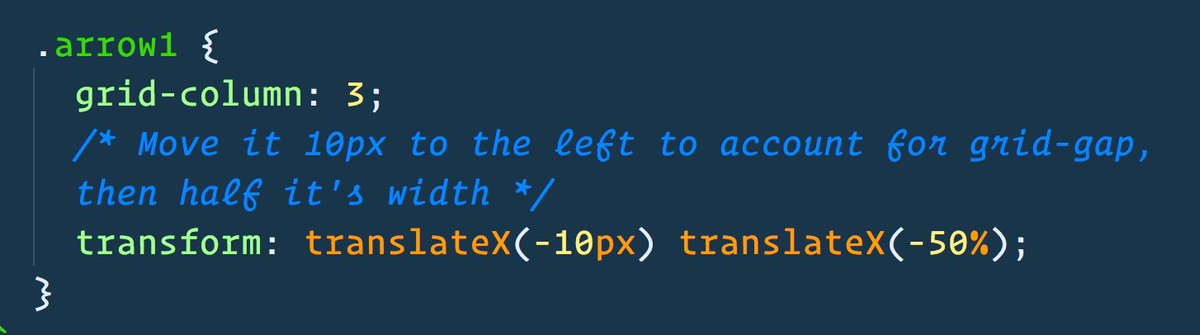 .arrow1 {
grid-column: 3;
/* Move it 10px to the left to account for grid-gap,
then half it's width */
transform: translateX(-10px) translateX(-50%);
}